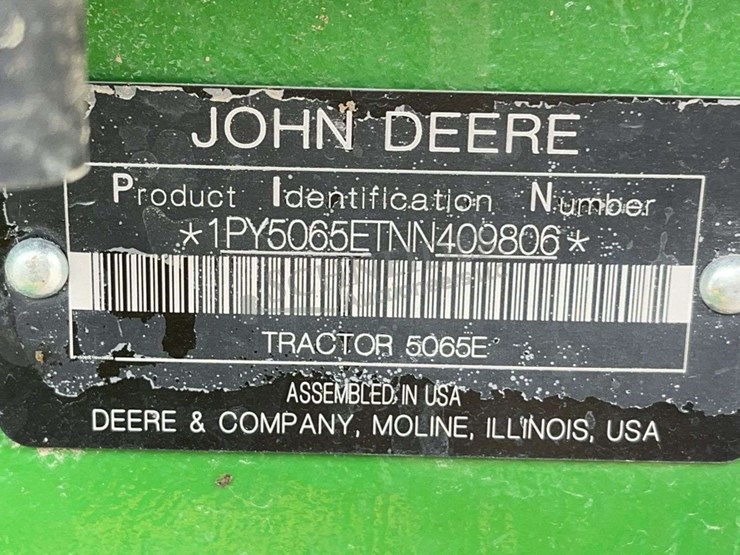 JOHN DEERE
Product Identification Number
*1PY5065ETNN409806*
TRACTOR 5065E
ASSEMBLED IN USA
DEERE & COMPANY, MOLINE, ILLINOIS, USA